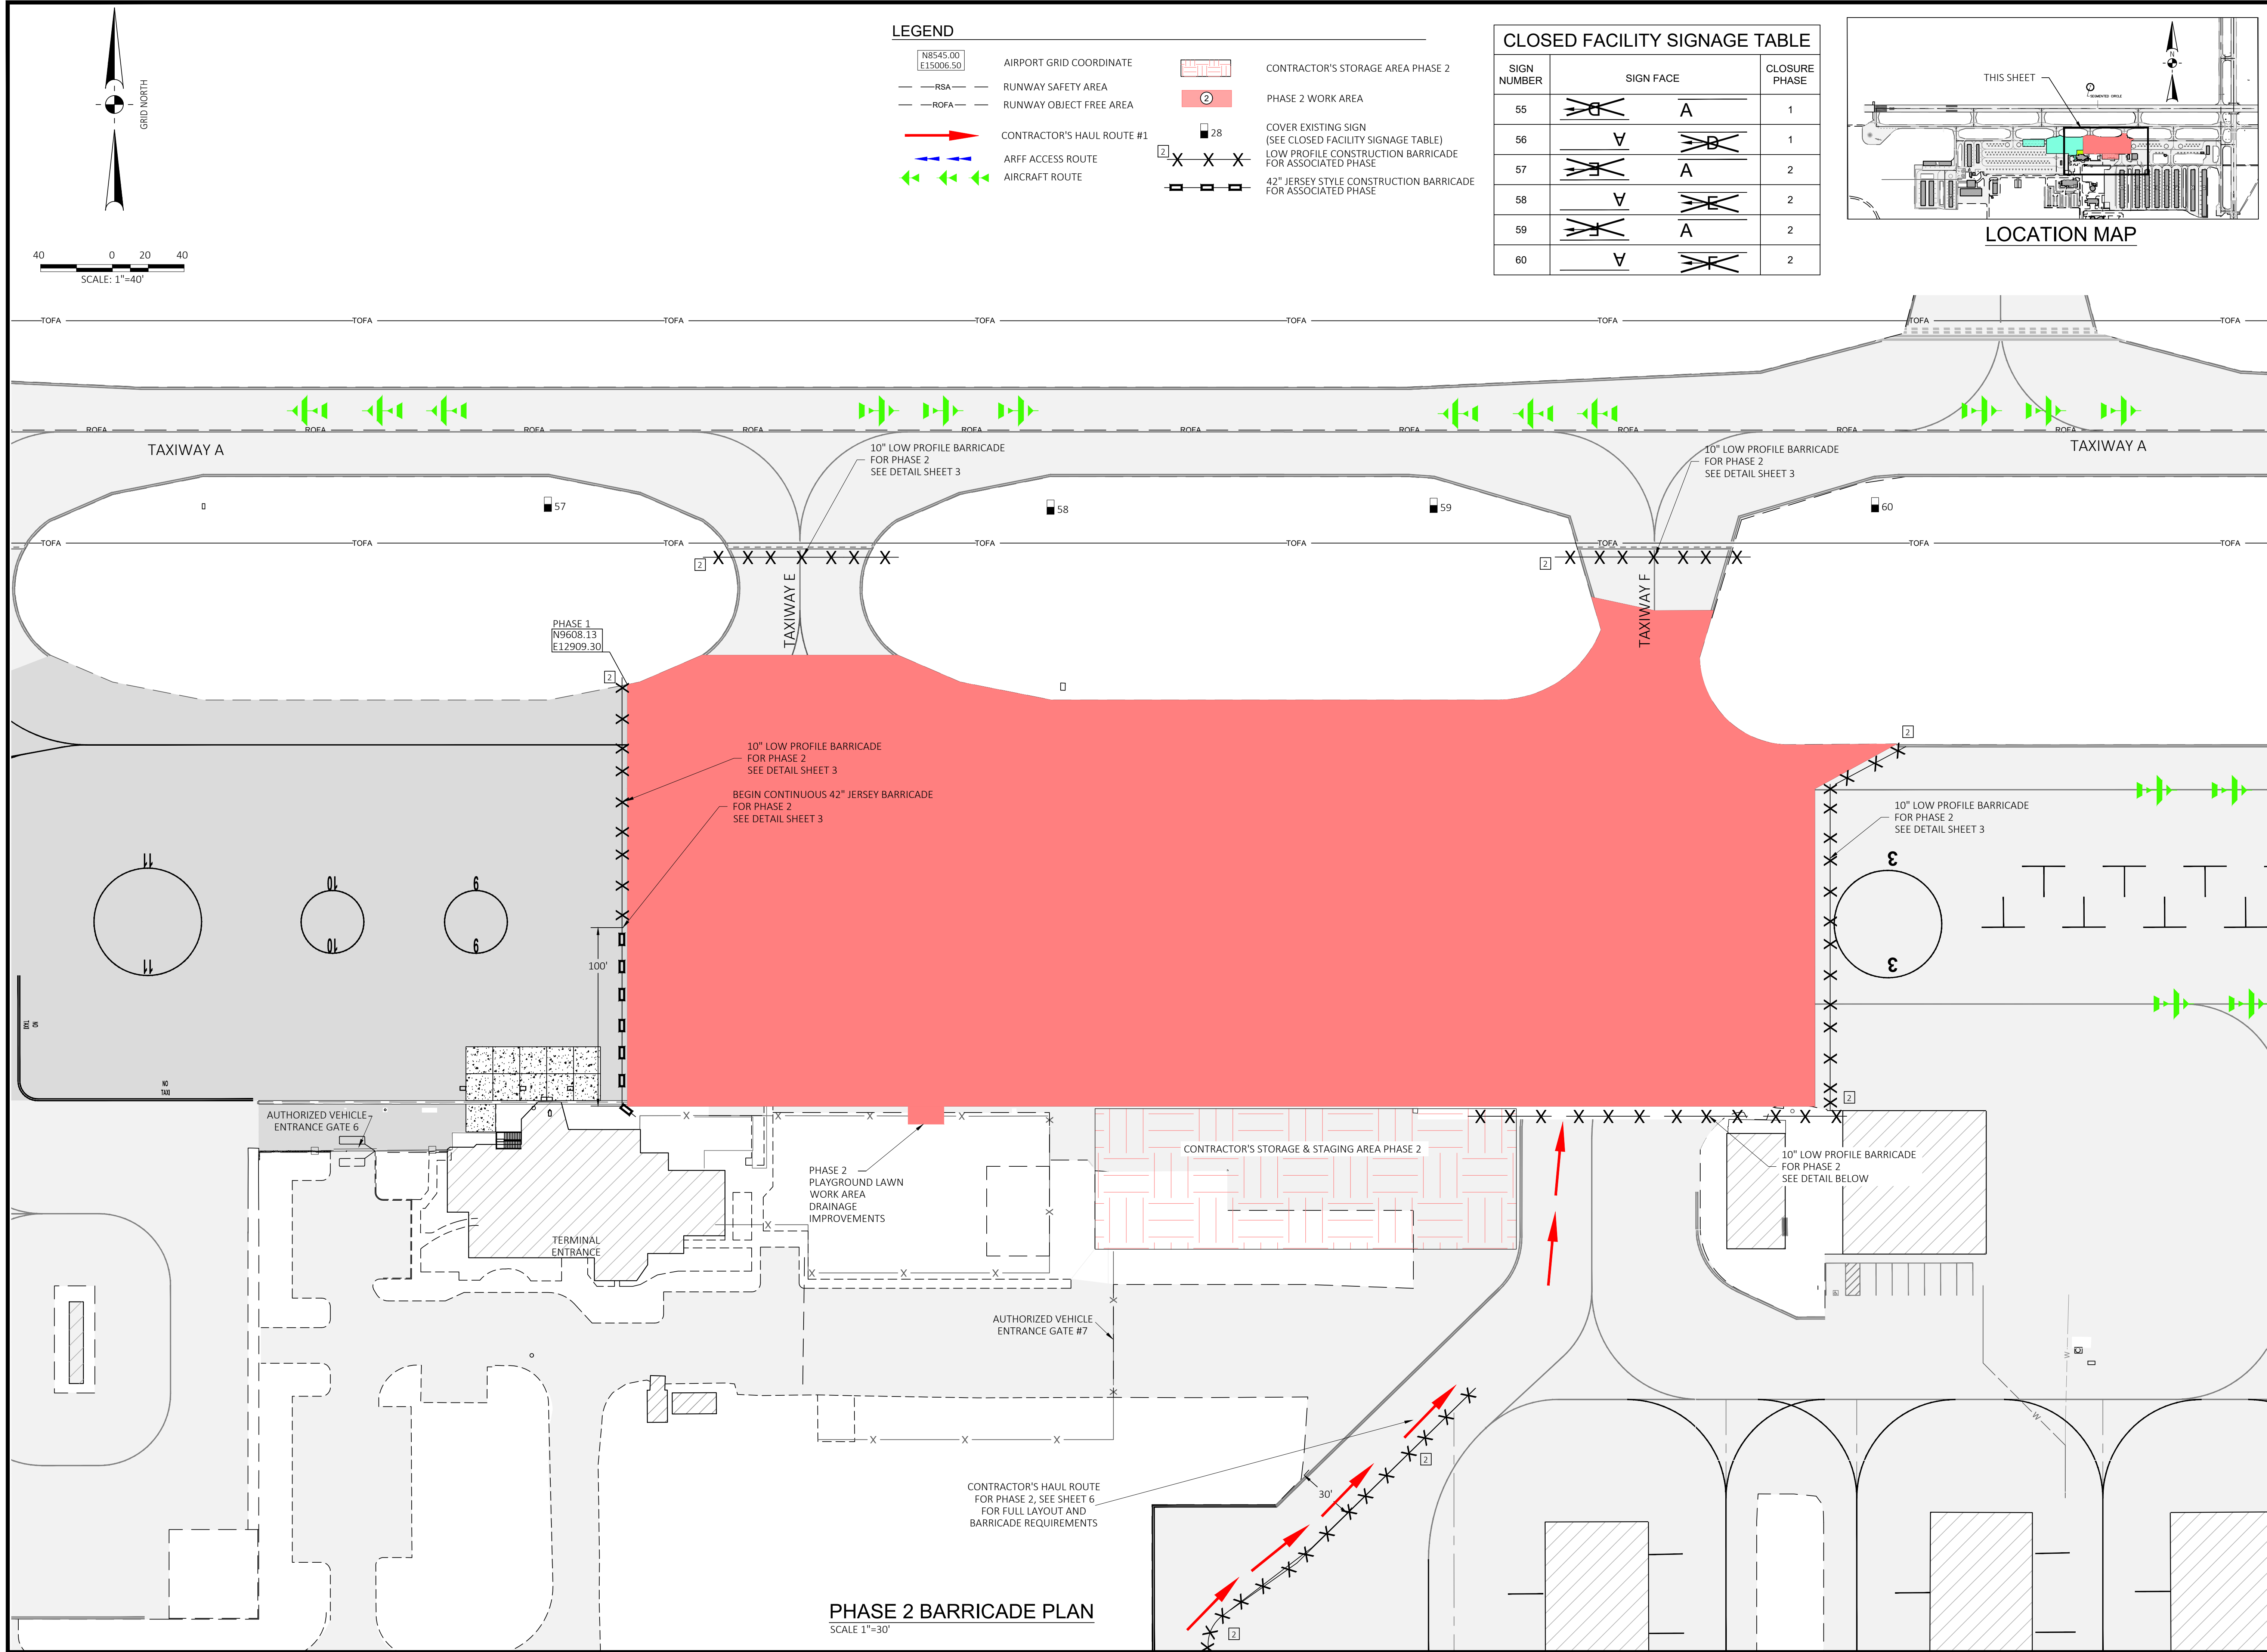 GRID NORTH
40 0 20 40
SCALE: 1"=40'
LEGEND
N8545.00
E15006.50
AIRPORT GRID COORDINATE
RSA
RUNWAY SAFETY AREA
ROFA
RUNWAY OBJECT FREE AREA
CONTRACTOR'S HAUL ROUTE #1
ARFF ACCESS ROUTE
AIRCRAFT ROUTE
CONTRACTOR'S STORAGE AREA PHASE 2
2
PHASE 2 WORK AREA
28
COVER EXISTING SIGN
(SEE CLOSED FACILITY SIGNAGE TABLE)
2
X X X
LOW PROFILE CONSTRUCTION BARRICADE
FOR ASSOCIATED PHASE
42" JERSEY STYLE CONSTRUCTION BARRICADE
FOR ASSOCIATED PHASE
CLOSED FACILITY SIGNAGE TABLE
SIGN
NUMBER
SIGN FACE
CLOSURE
PHASE
55 D A 1
56 A D 1
57 E A 2
58 A E 2
59 F A 2
60 A F 2
N
THIS SHEET
SEGMENTED CIRCLE
LOCATION MAP
TOFA TOFA TOFA TOFA TOFA TOFA TOFA TOFA
ROFA ROFA ROFA ROFA ROFA ROFA ROFA ROFA ROFA ROFA
TAXIWAY A
TAXIWAY A
10" LOW PROFILE BARRICADE
FOR PHASE 2
SEE DETAIL SHEET 3
10" LOW PROFILE BARRICADE
FOR PHASE 2
SEE DETAIL SHEET 3
57
58
59
60
TOFA TOFA TOFA TOFA TOFA TOFA TOFA TOFA
2
2
TAXIWAY E
TAXIWAY F
PHASE 1
N9608.13
E12909.30
2
2
10" LOW PROFILE BARRICADE
FOR PHASE 2
SEE DETAIL SHEET 3
BEGIN CONTINUOUS 42" JERSEY BARRICADE
FOR PHASE 2
SEE DETAIL SHEET 3
10" LOW PROFILE BARRICADE
FOR PHASE 2
SEE DETAIL SHEET 3
11
10
9
3
11
10
9
3
100'
NO
TAXI
NO
TAXI
2
AUTHORIZED VEHICLE
ENTRANCE GATE 6
PHASE 2
PLAYGROUND LAWN
WORK AREA
DRAINAGE
IMPROVEMENTS
CONTRACTOR'S STORAGE & STAGING AREA PHASE 2
10" LOW PROFILE BARRICADE
FOR PHASE 2
SEE DETAIL BELOW
TERMINAL
ENTRANCE
AUTHORIZED VEHICLE
ENTRANCE GATE #7
W
W
2
CONTRACTOR'S HAUL ROUTE
FOR PHASE 2, SEE SHEET 6
FOR FULL LAYOUT AND
BARRICADE REQUIREMENTS
30'
2
PHASE 2 BARRICADE PLAN
SCALE 1"=30'